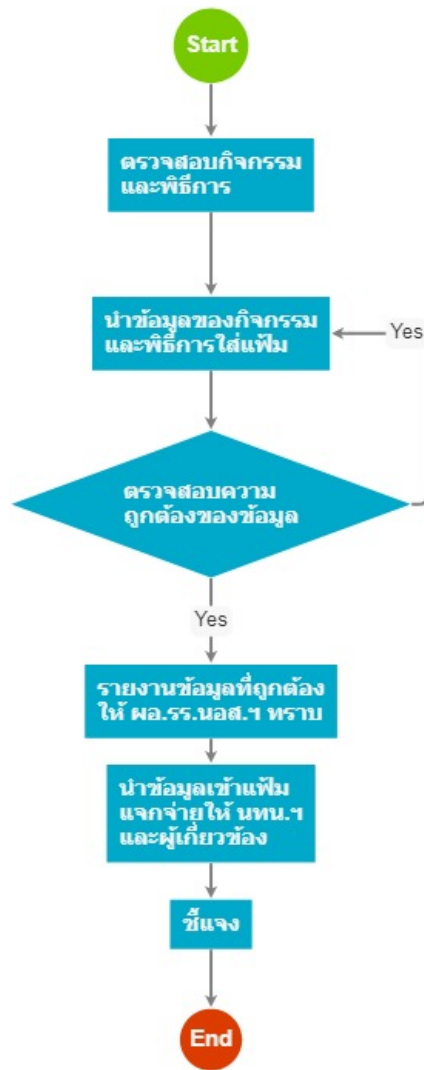 Start
ตรวจสอบกิจกรรม
และพิธีการ
นำข้อมูลของกิจกรรม
และพิธีการใส่แฟ้ม
Yes
ตรวจสอบความ
ถูกต้องของข้อมูล
Yes
รายงานข้อมูลที่ถูกต้อง
ให้ ผอ.รร.นอส.ฯ ทราบ
นำข้อมูลเข้าแฟ้ม
แจกจ่ายให้ นทน.ฯ
และผู้เกี่ยวข้อง
ชี้แจง
End